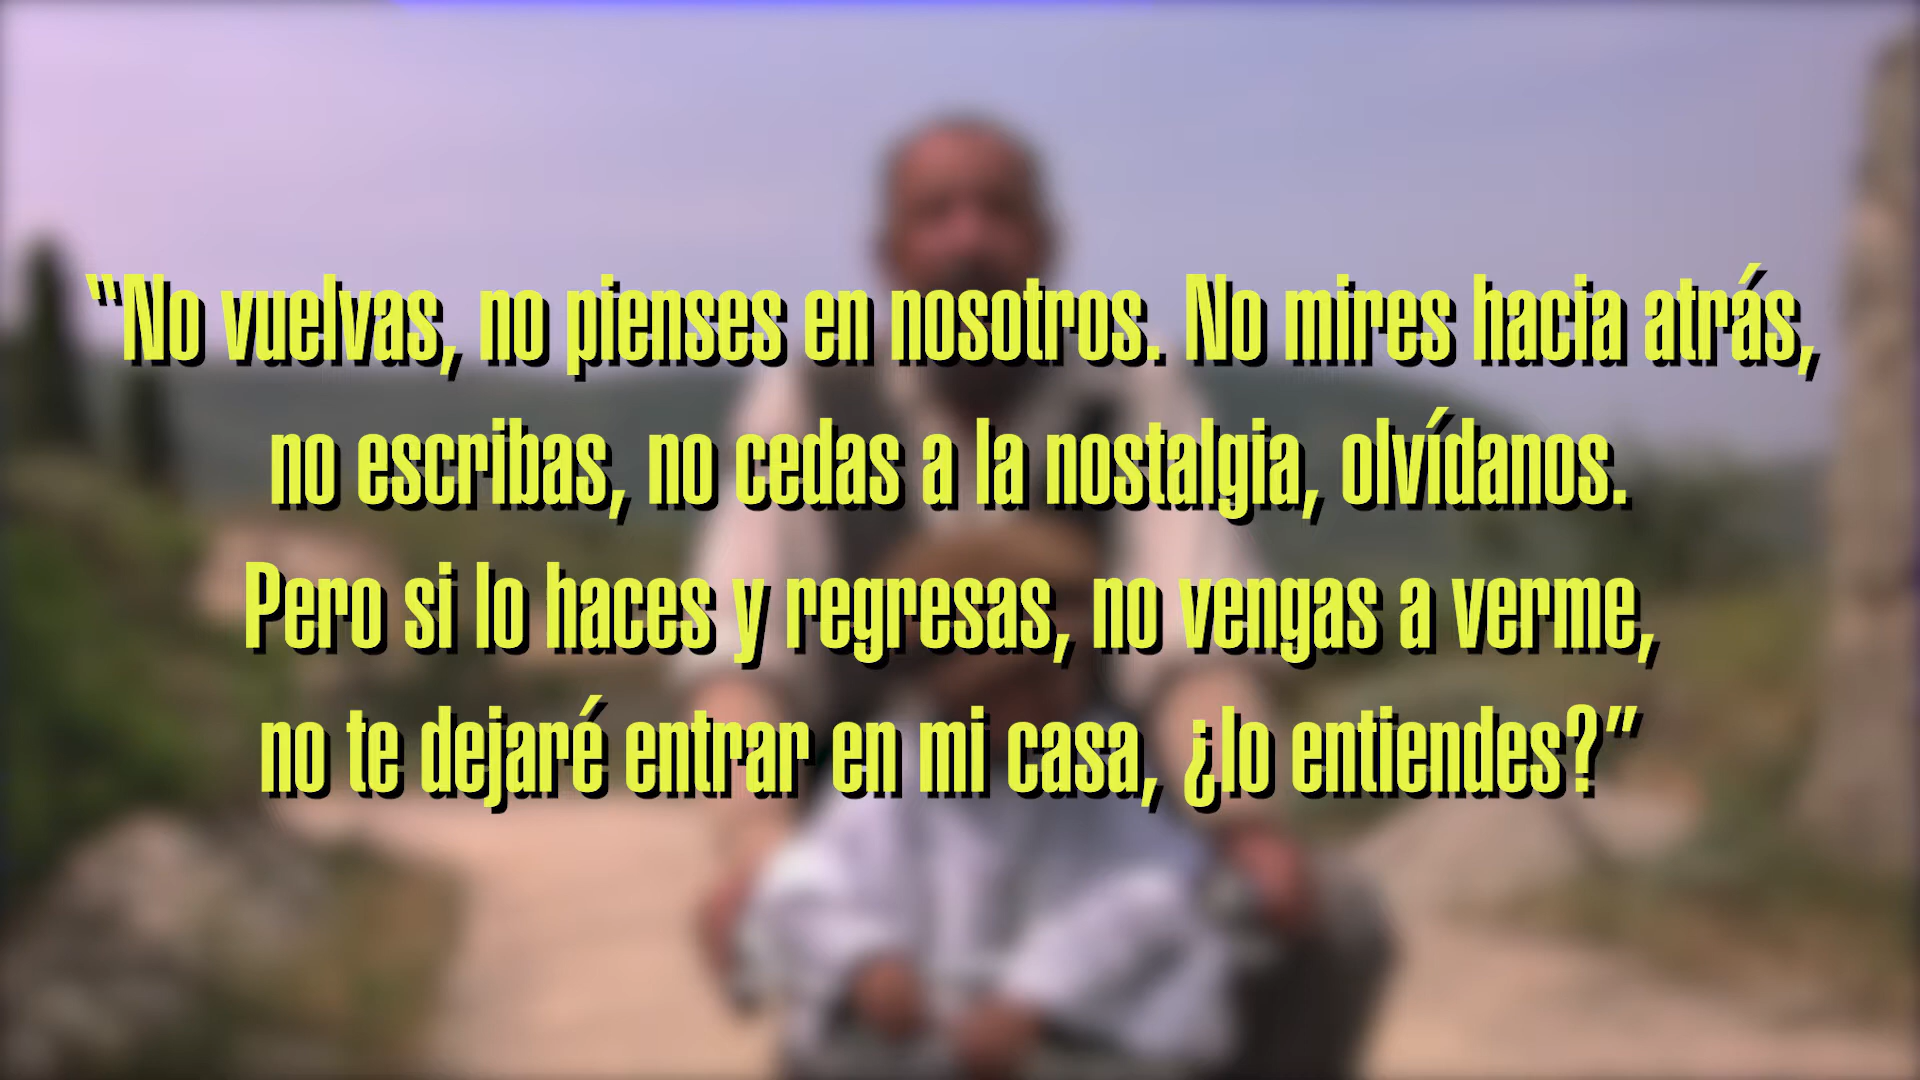 “No vuelvas, no pienses en nosotros. No mires hacia atrás,
no escribas, no cedas a la nostalgia, olvídanos.
Pero si lo haces y regresas, no vengas a verme,
no te dejaré entrar en mi casa, ¿lo entiendes?”